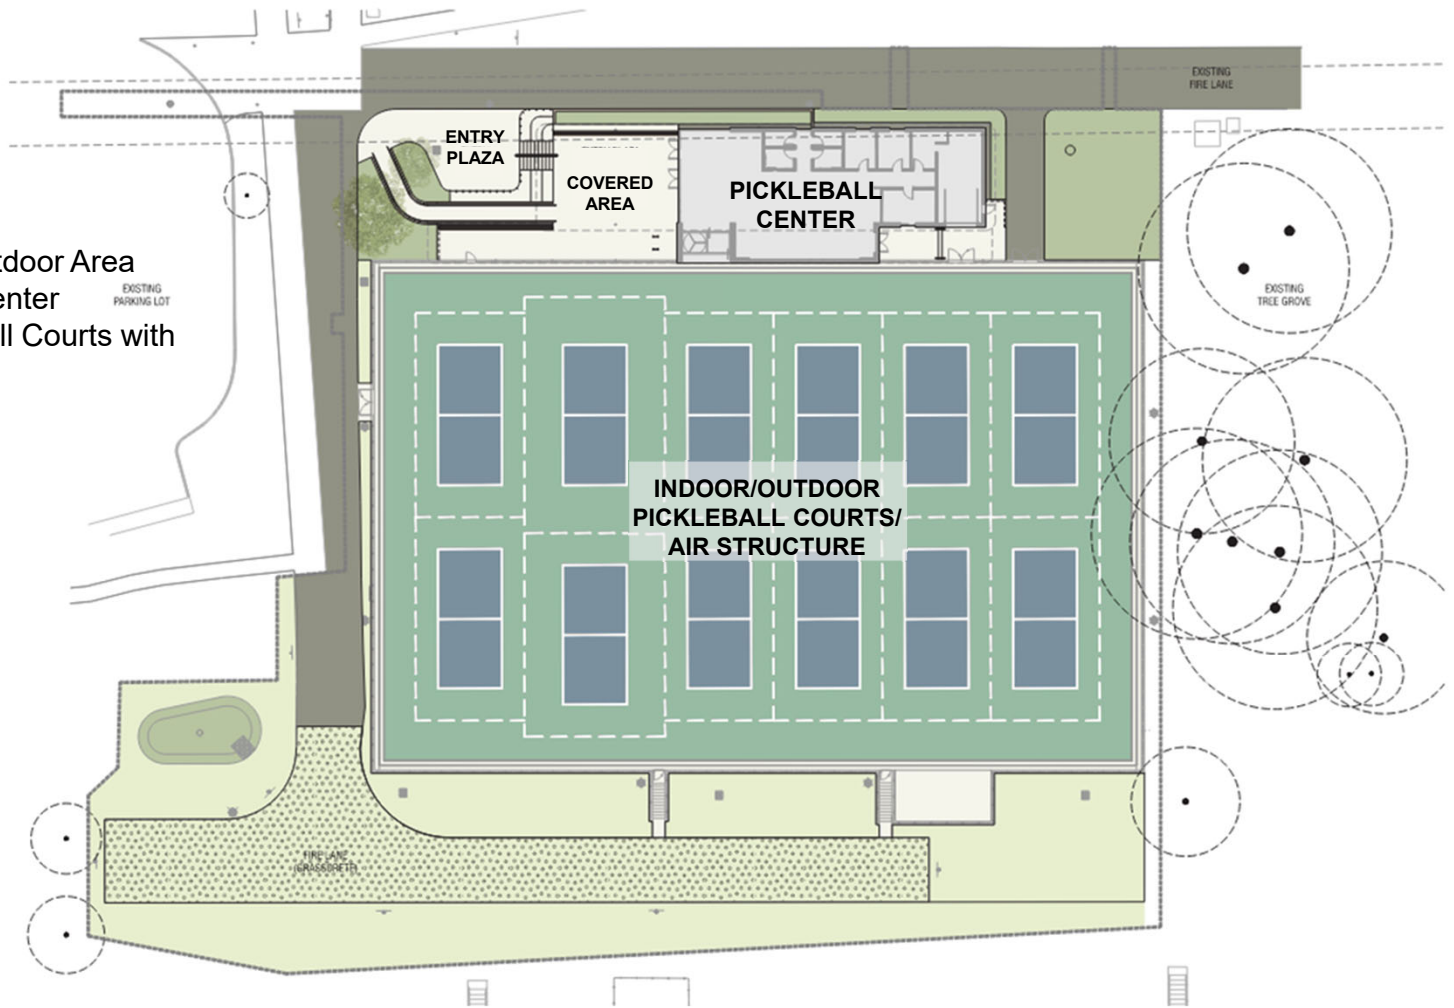 EXISTING
FIRE LANE
ENTRY
PLAZA
COVERED
AREA
PICKLEBALL
CENTER
tdoor Area
enter
ll Courts with
EXISTING
PARKING LOT
EXISTING
TREE GROVE
INDOOR/OUTDOOR
PICKLEBALL COURTS/
AIR STRUCTURE
FIRE LANE
(GRASSCRETE)